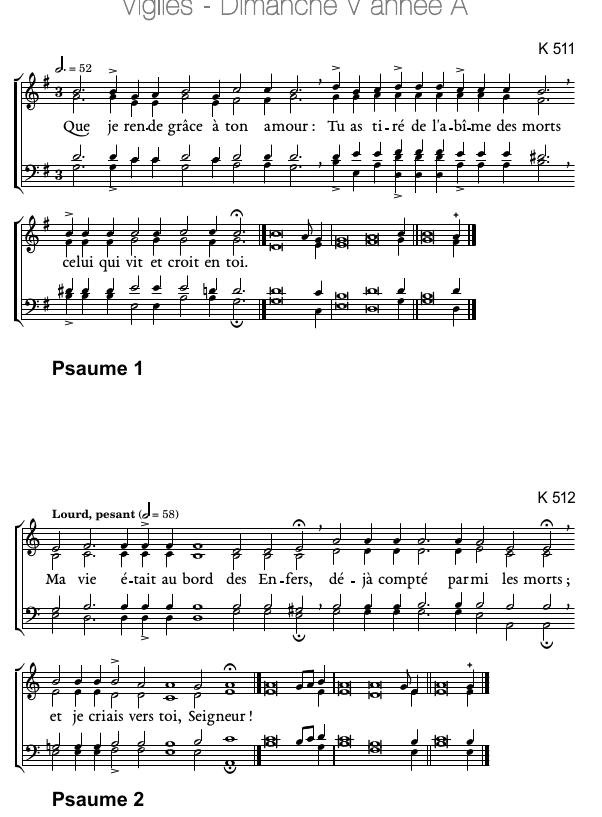 Vigiles - Dimanche V année A
K 511
= 52
Que je ren-de grâce à ton amour : Tu as ti-ré de l'a-bî-me des morts
celui qui vit et croit en toi.
Psaume 1
K 512
Lourd, pesant ( = 58)
Ma vie é-tait au bord des En-fers, dé-jà compté parmi les morts ;
et je criais vers toi, Seigneur !
Psaume 2